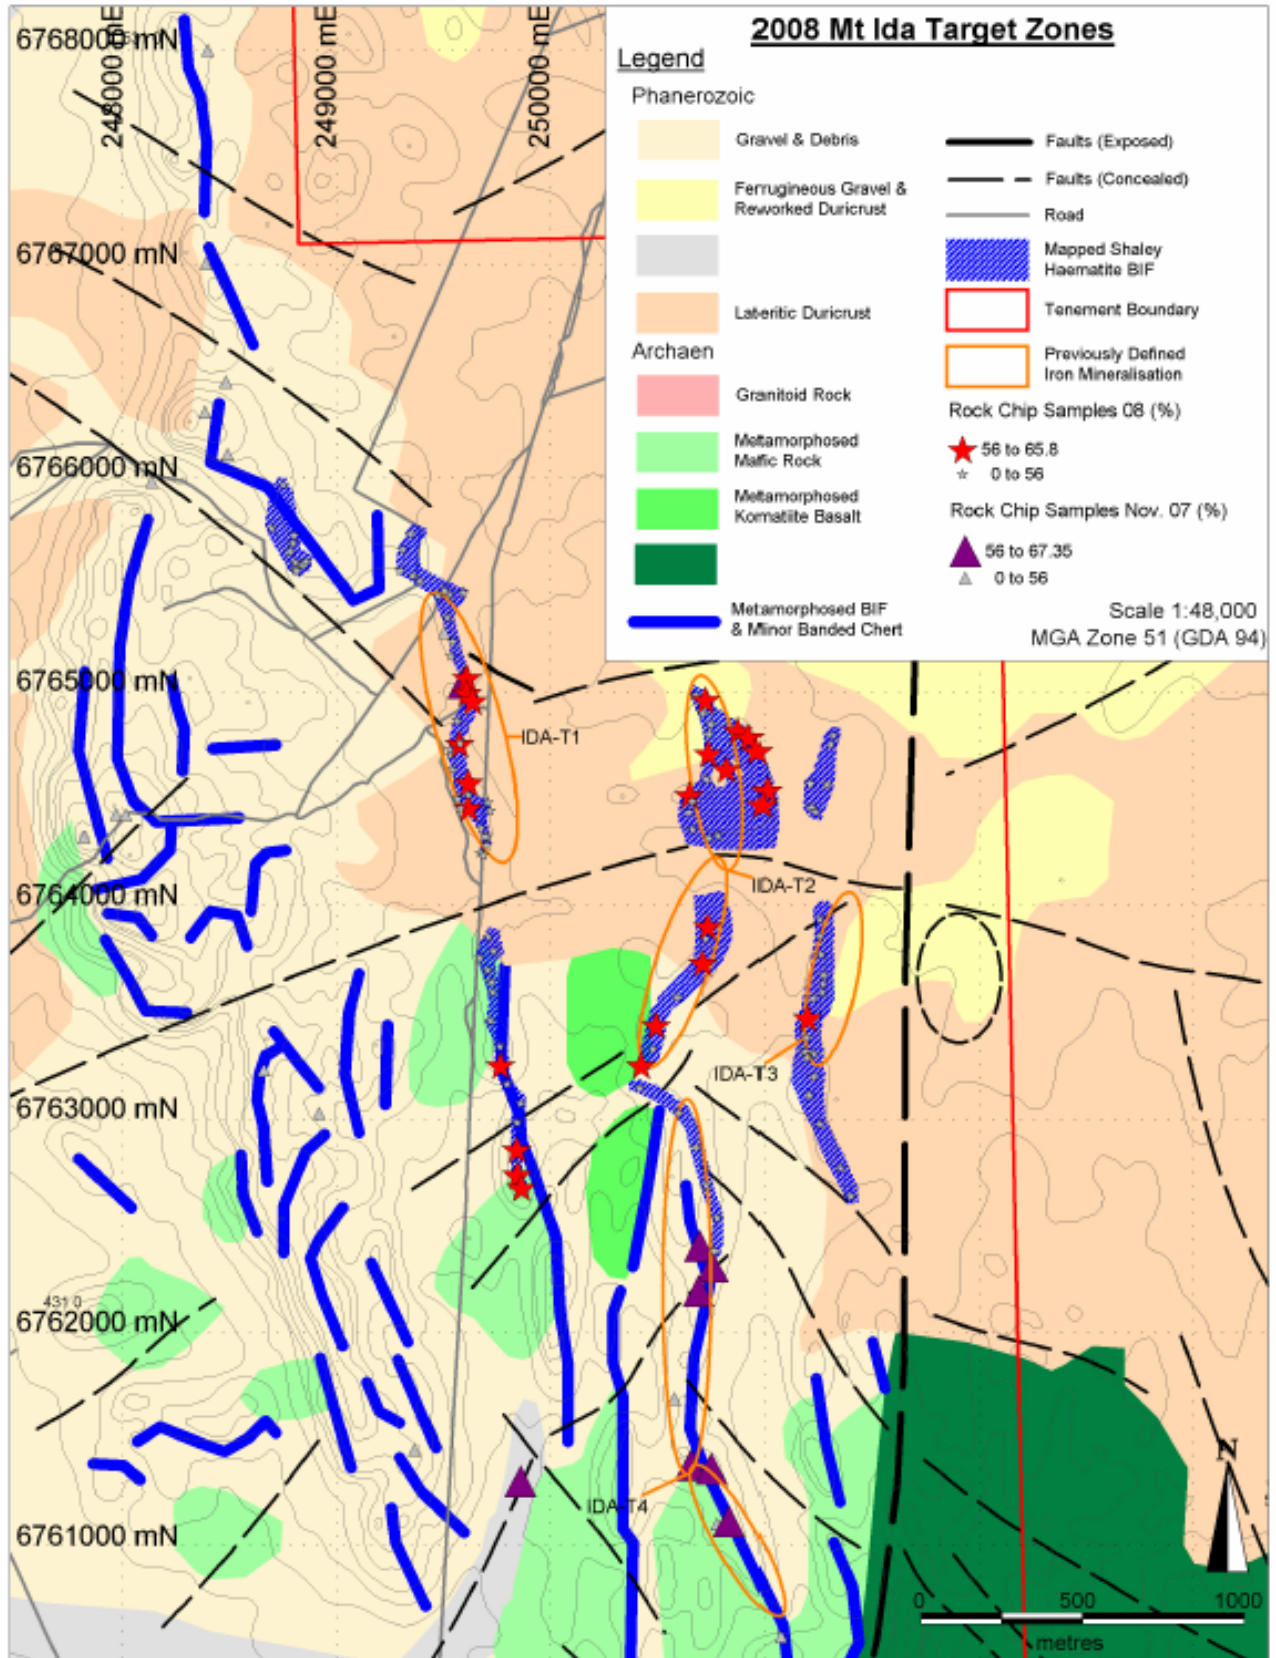 2008 Mt Ida Target Zones
Legend
Phanerozoic
Gravel & Debris
Ferrugineous Gravel &
Reworked Duricrust
Lateritic Duricrust
Archaen
Granitoid Rock
Metamorphosed
Mafic Rock
Metamorphosed
Komatiite Basalt
Metamorphosed BIF
& Minor Banded Chert
Faults (Exposed)
Faults (Concealed)
Road
Mapped Shaley
Haematite BIF
Tenement Boundary
Previously Defined
Iron Mineralisation
Rock Chip Samples 08 (%)
56 to 65.8
0 to 56
Rock Chip Samples Nov. 07 (%)
56 to 67.35
0 to 56
Scale 1:48,000
MGA Zone 51 (GDA 94)
248000 mE
249000 mE
250000 mE
6768000 mN
6767000 mN
6766000 mN
6765000 mN
6764000 mN
6763000 mN
6762000 mN
6761000 mN
IDA-T1
IIDA-T2
IDA-T3
IDA-T4
431 0
N
0 500 1000
metres